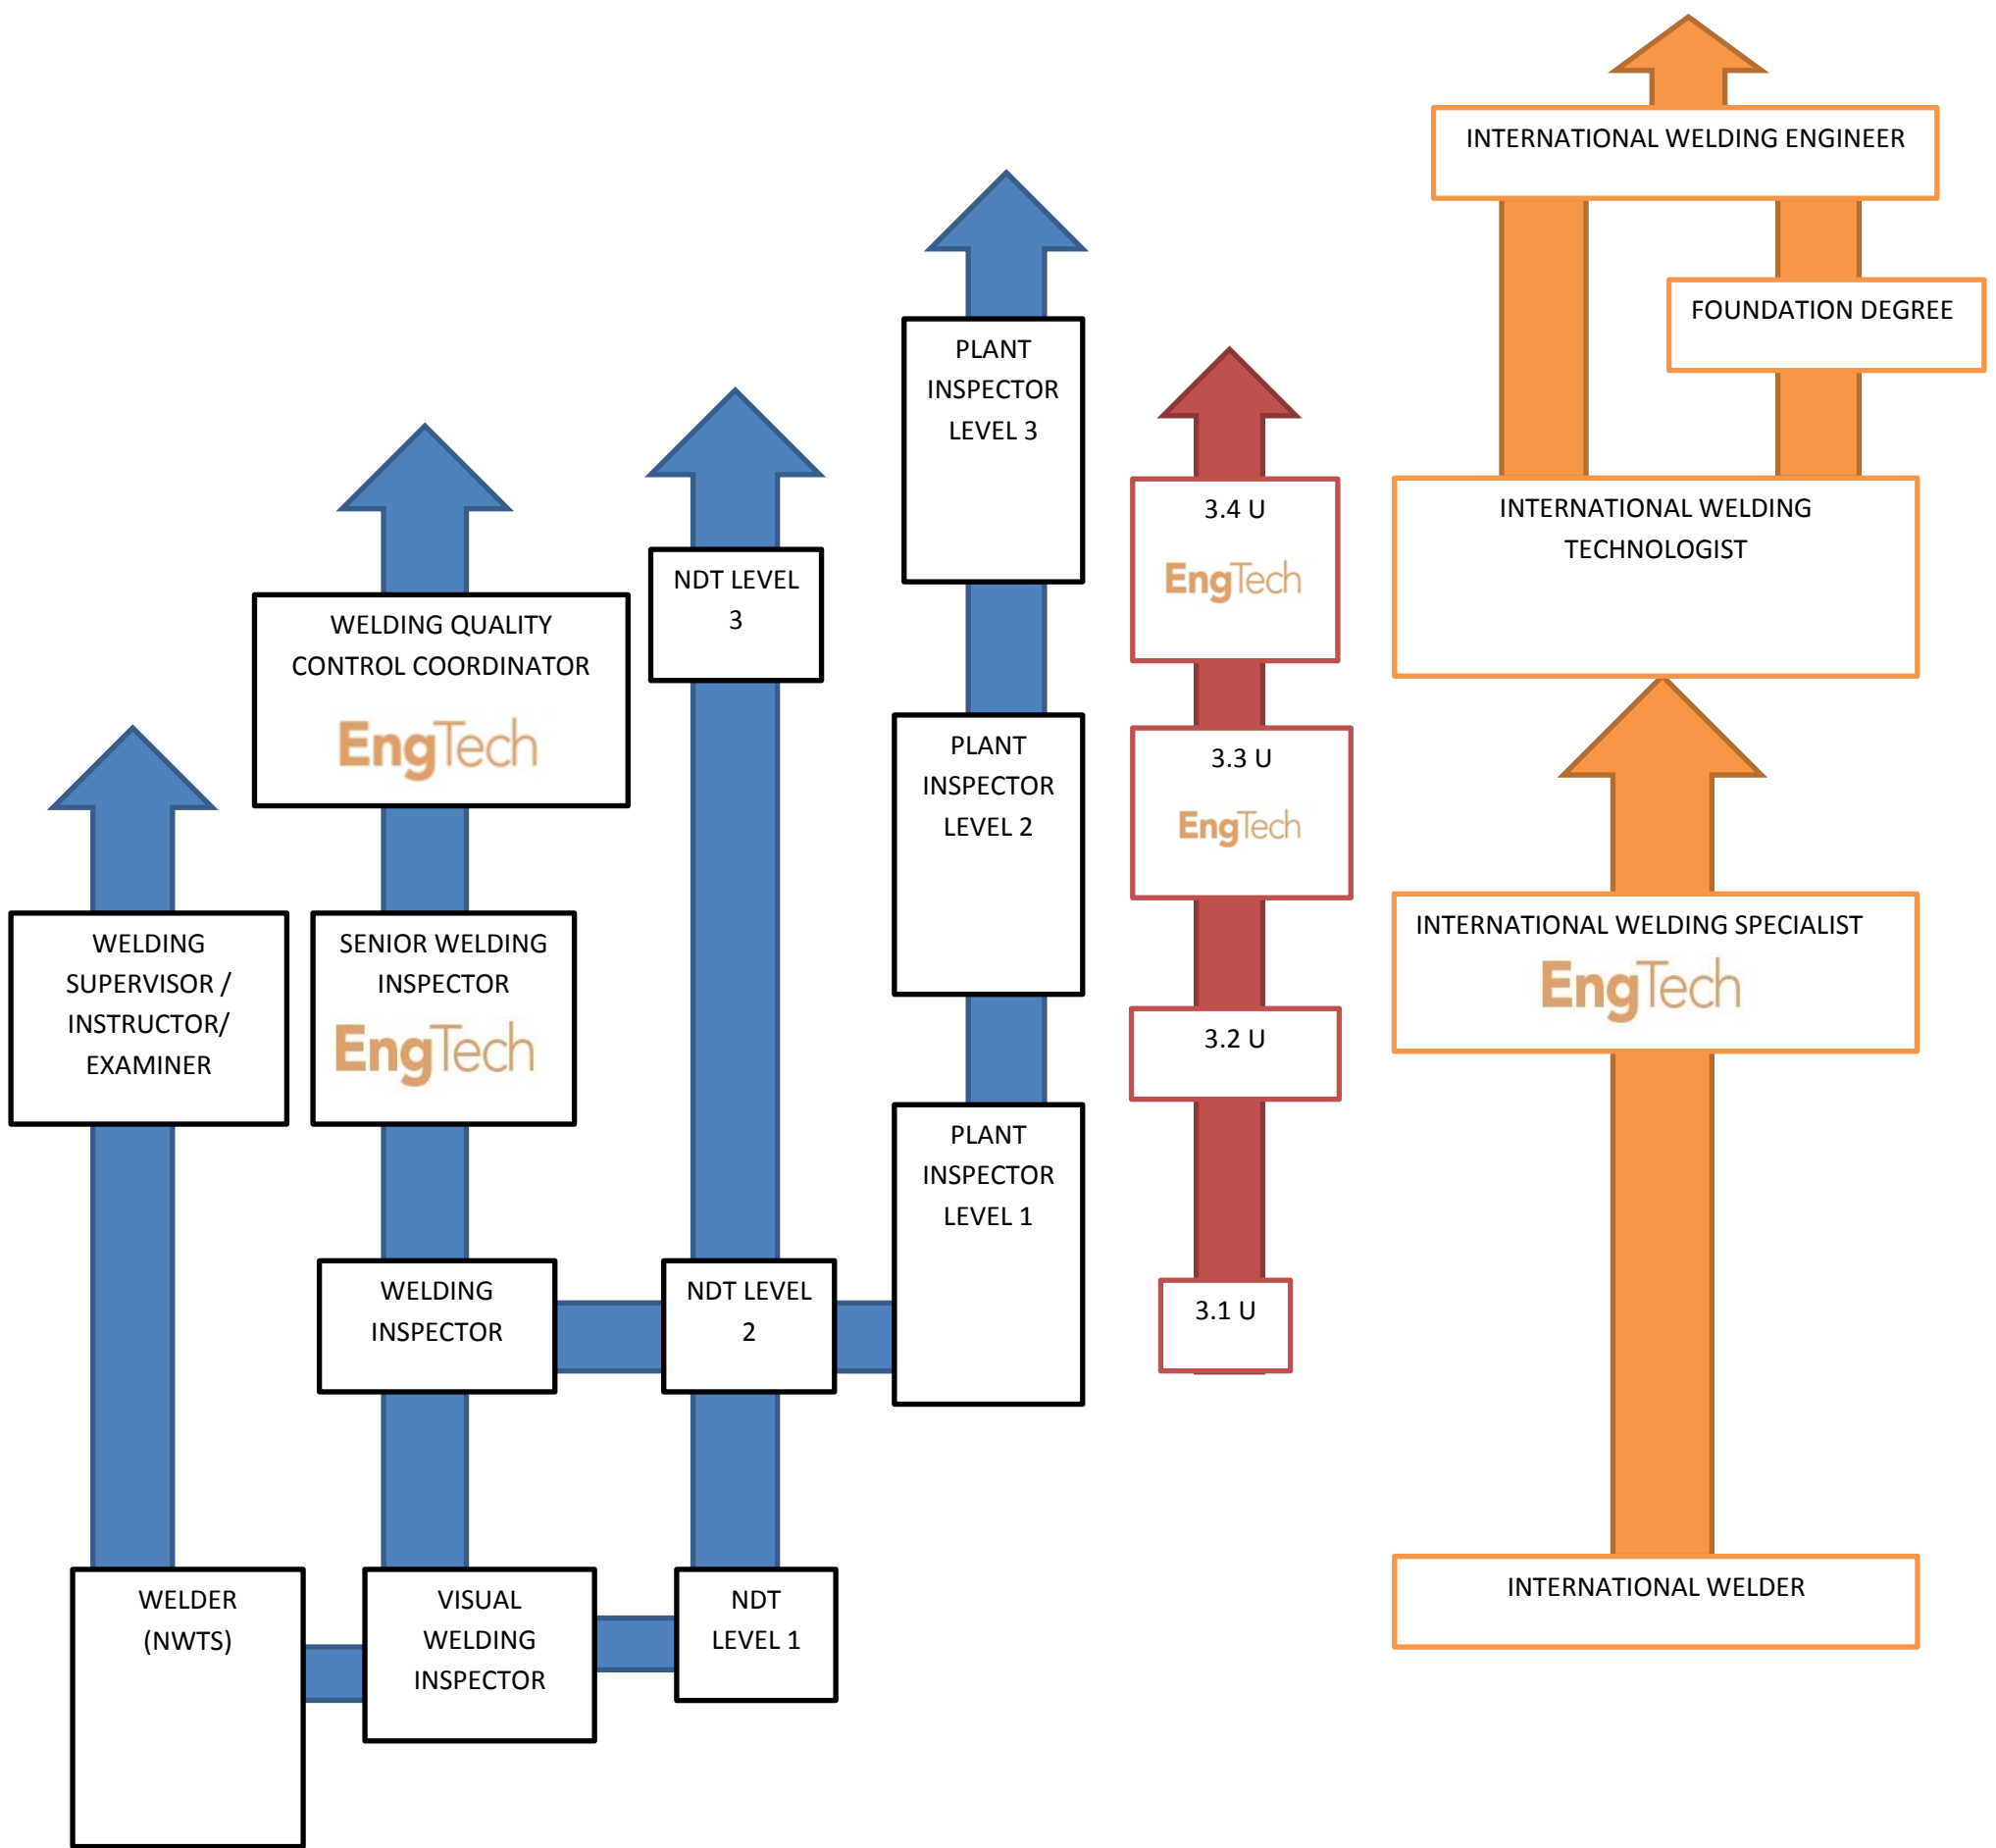 INTERNATIONAL WELDING ENGINEER
FOUNDATION DEGREE
PLANT
INSPECTOR
LEVEL 3
3.4 U
EngTech
INTERNATIONAL WELDING
TECHNOLOGIST
NDT LEVEL
3
WELDING QUALITY
CONTROL COORDINATOR
EngTech
PLANT
INSPECTOR
LEVEL 2
3.3 U
EngTech
WELDING
SUPERVISOR /
INSTRUCTOR/
EXAMINER
SENIOR WELDING
INSPECTOR
EngTech
INTERNATIONAL WELDING SPECIALIST
EngTech
3.2 U
PLANT
INSPECTOR
LEVEL 1
WELDING
INSPECTOR
NDT LEVEL
2
3.1 U
WELDER
(NWTS)
VISUAL
WELDING
INSPECTOR
NDT
LEVEL 1
INTERNATIONAL WELDER